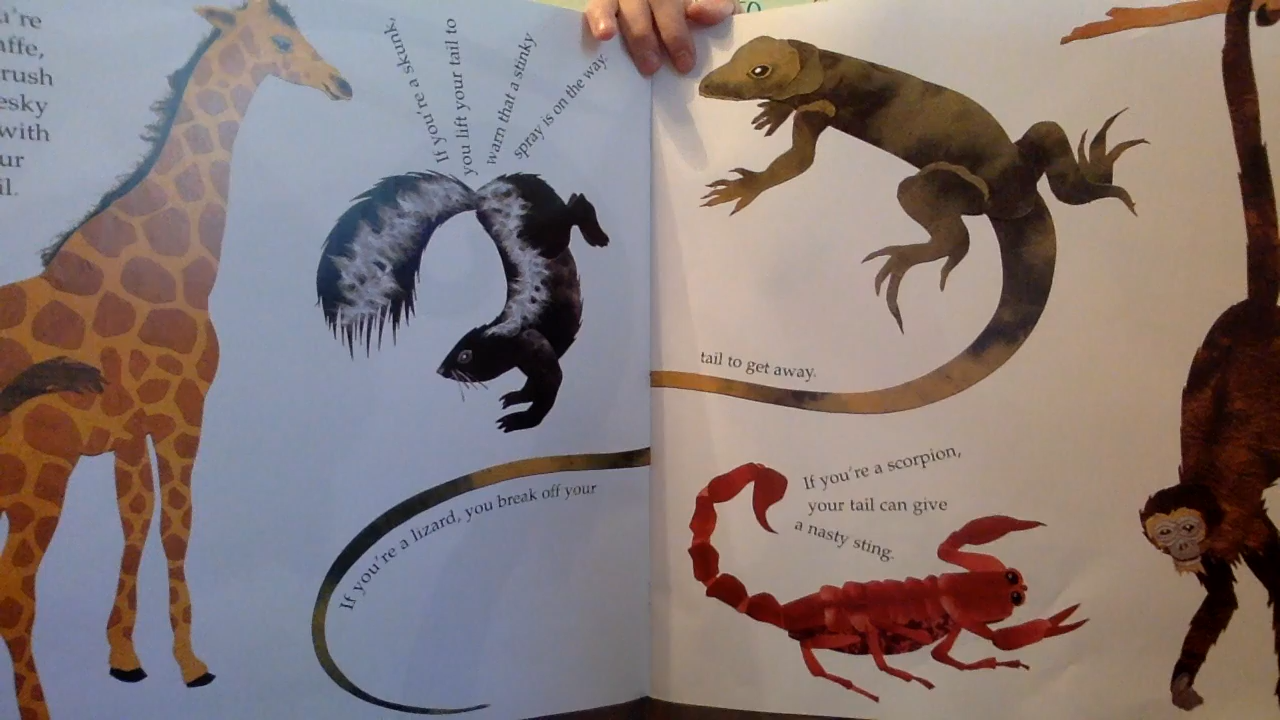 a're
affe,
rush
esky
with
ur
il.
If you're a skunk,
you lift your tail to
warn that a stinky
spray is on the way.
If you're a lizard, you break off your
tail to get away.
If you're a scorpion,
your tail can give
a nasty sting.